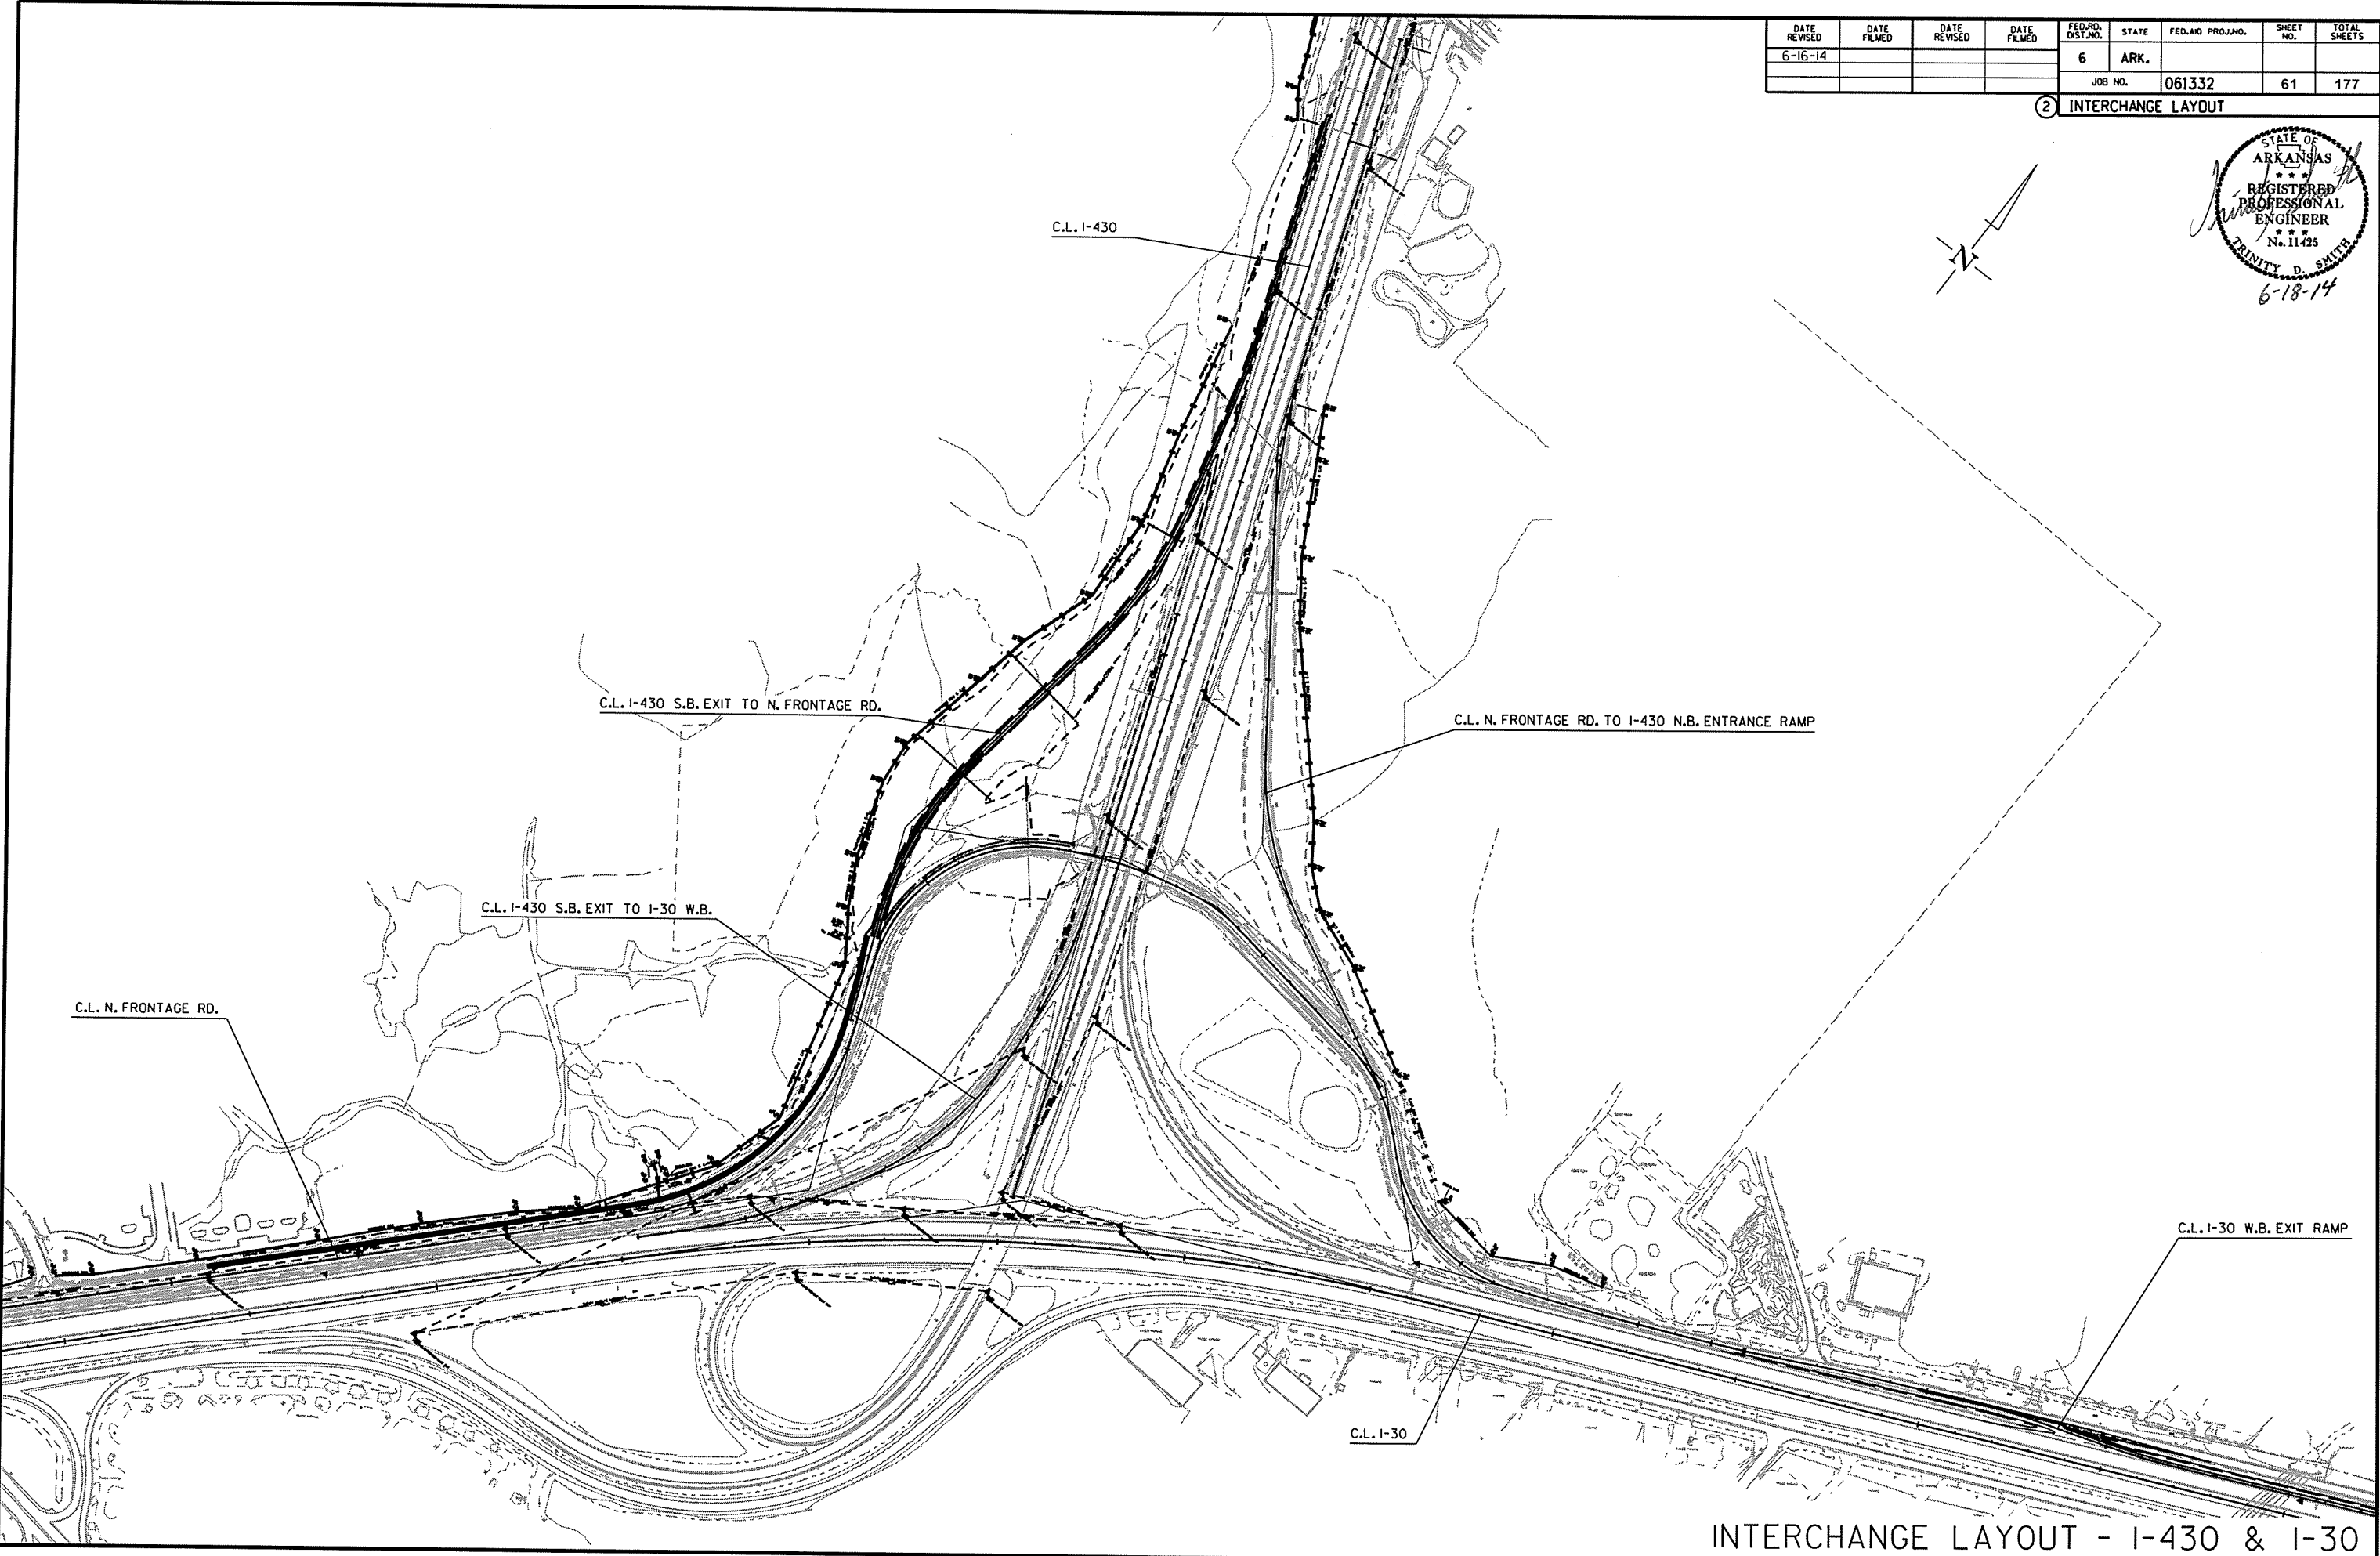 DATE REVISED
DATE FILMED
DATE REVISED
DATE FILMED
FED.RD. DIST.NO.
STATE
FED.AID PROJ.NO.
SHEET NO.
TOTAL SHEETS
6-16-14
6
ARK.
JOB NO.
061332
61
177
2
INTERCHANGE LAYOUT
STATE OF
ARKANSAS
★ ★ ★
REGISTERED
PROFESSIONAL
ENGINEER
★ ★ ★
No. 11425
TRINITY D. SMITH
6-18-14
N
C.L. I-430
C.L. I-430 S.B. EXIT TO N. FRONTAGE RD.
C.L. N. FRONTAGE RD. TO I-430 N.B. ENTRANCE RAMP
C.L. I-430 S.B. EXIT TO I-30 W.B.
C.L. N. FRONTAGE RD.
C.L. I-30 W.B. EXIT RAMP
C.L. I-30
INTERCHANGE LAYOUT - I-430 & I-30